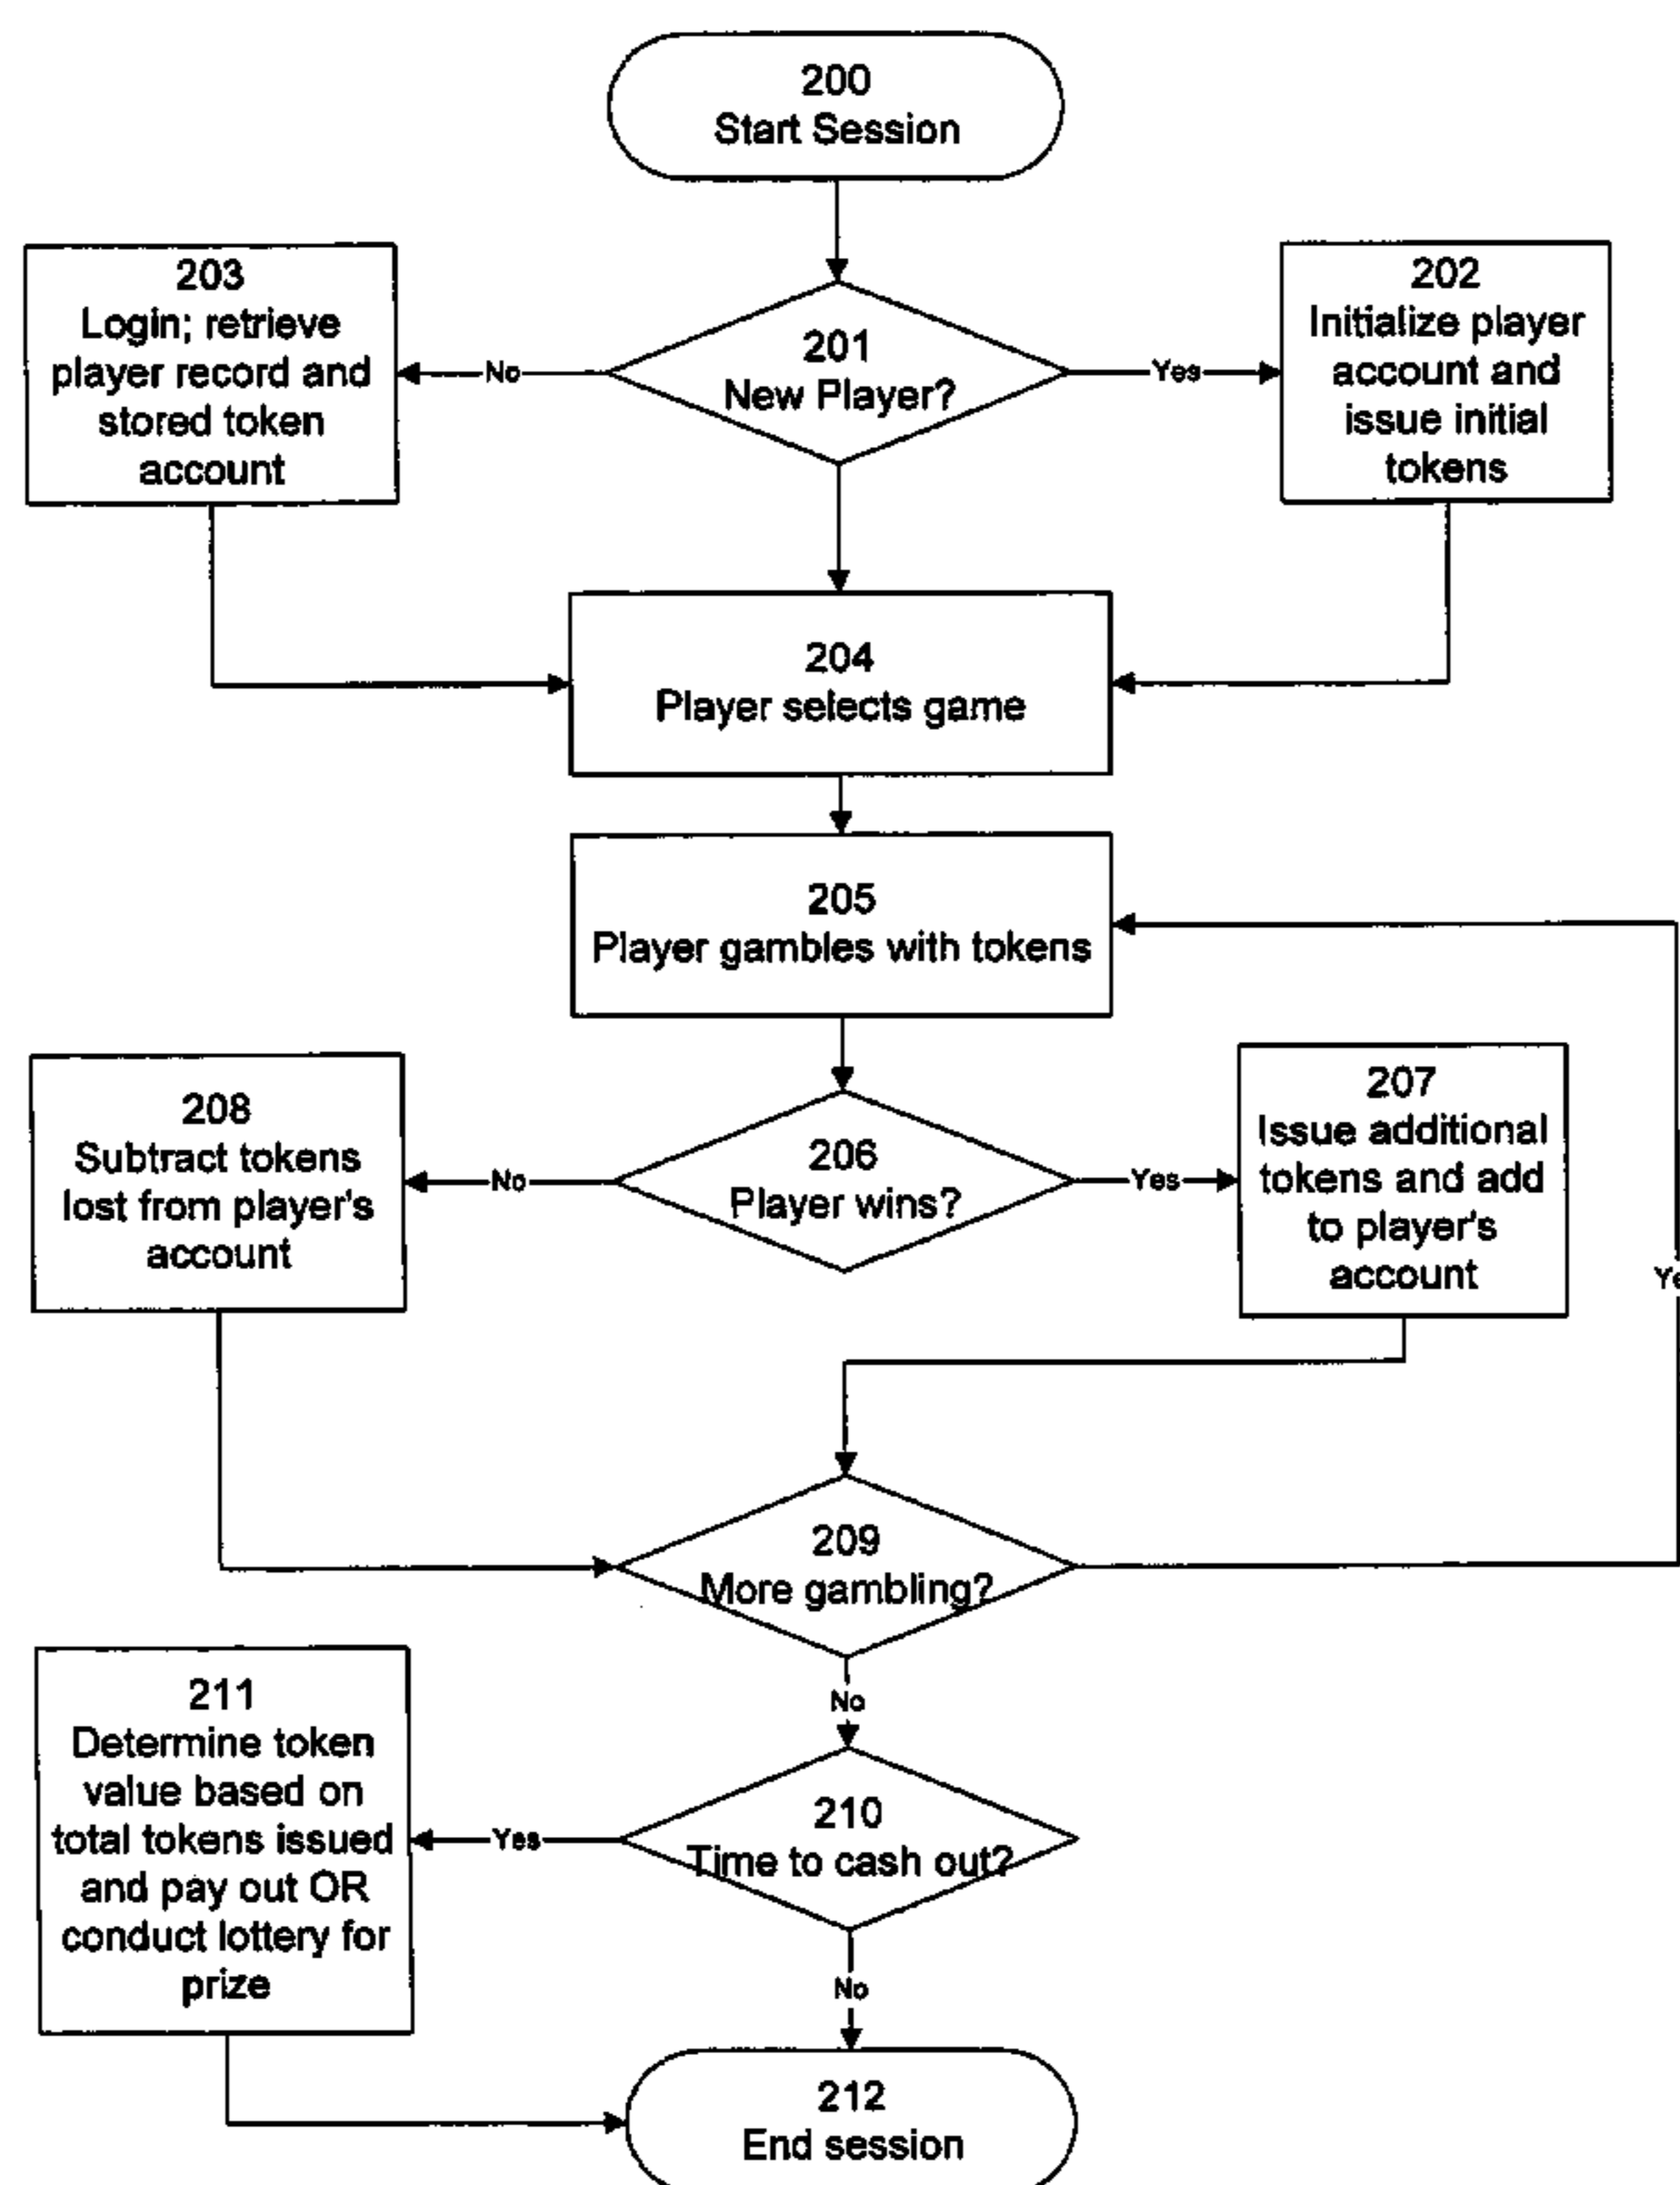 200
Start Session
203
Login; retrieve
player record and
stored token
account
No
201
New Player?
Yes
202
Initialize player
account and
issue initial
tokens
204
Player selects game
205
Player gambles with tokens
208
Subtract tokens
lost from player's
account
No
206
Player wins?
Yes
207
Issue additional
tokens and add
to player's
account
209
More gambling?
No
211
Determine token
value based on
total tokens issued
and pay out OR
conduct lottery for
prize
Yes
210
Time to cash out?
No
212
End session